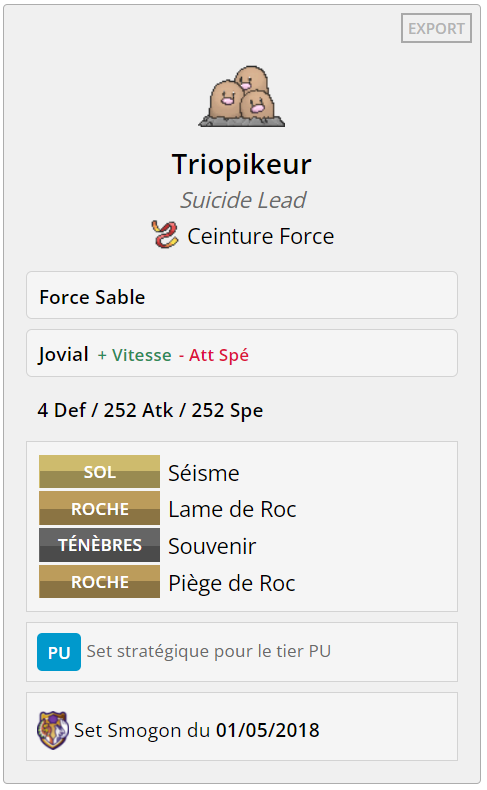 EXPORT
Triopikeur
Suicide Lead
Ceinture Force
Force Sable
Jovial + Vitesse - Att Spé
4 Def / 252 Atk / 252 Spe
SOL Séisme
ROCHE Lame de Roc
TÉNÈBRES Souvenir
ROCHE Piège de Roc
PU Set stratégique pour le tier PU
Set Smogon du 01/05/2018